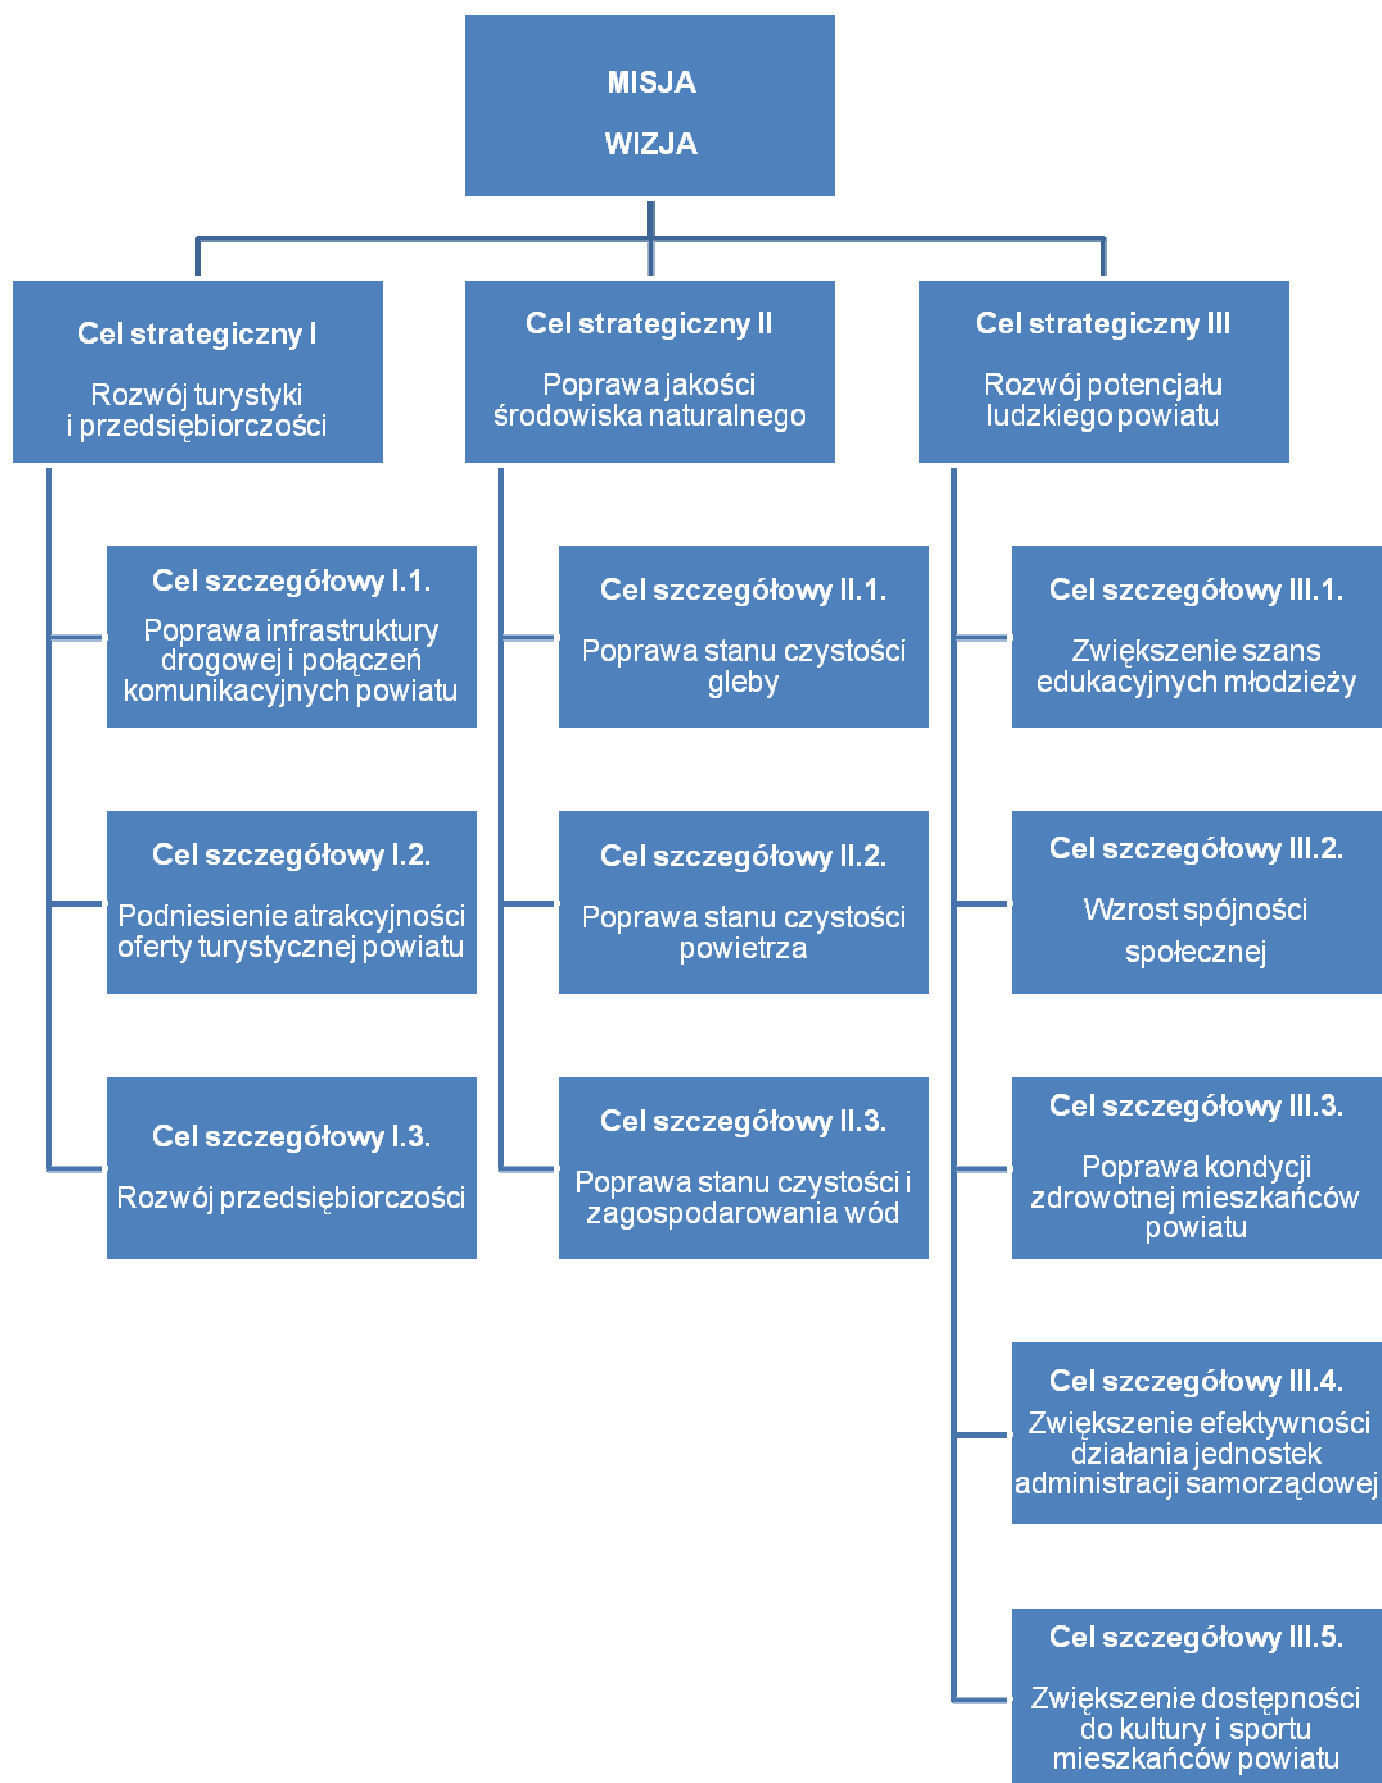 MISJA
WIZJA
Cel strategiczny I
Rozwój turystyki
i przedsiębiorczości
Cel strategiczny II
Poprawa jakości
środowiska naturalnego
Cel strategiczny III
Rozwój potencjału
ludzkiego powiatu
Cel szczegółowy I.1.
Poprawa infrastruktury
drogowej i połączeń
komunikacyjnych powiatu
Cel szczegółowy I.2.
Podniesienie atrakcyjności
oferty turystycznej powiatu
Cel szczegółowy I.3.
Rozwój przedsiębiorczości
Cel szczegółowy II.1.
Poprawa stanu czystości
gleby
Cel szczegółowy II.2.
Poprawa stanu czystości
powietrza
Cel szczegółowy II.3.
Poprawa stanu czystości i
zagospodarowania wód
Cel szczegółowy III.1.
Zwiększenie szans
edukacyjnych młodzieży
Cel szczegółowy III.2.
Wzrost spójności
społecznej
Cel szczegółowy III.3.
Poprawa kondycji
zdrowotnej mieszkańców
powiatu
Cel szczegółowy III.4.
Zwiększenie efektywności
działania jednostek
administracji samorządowej
Cel szczegółowy III.5.
Zwiększenie dostępności
do kultury i sportu
mieszkańców powiatu